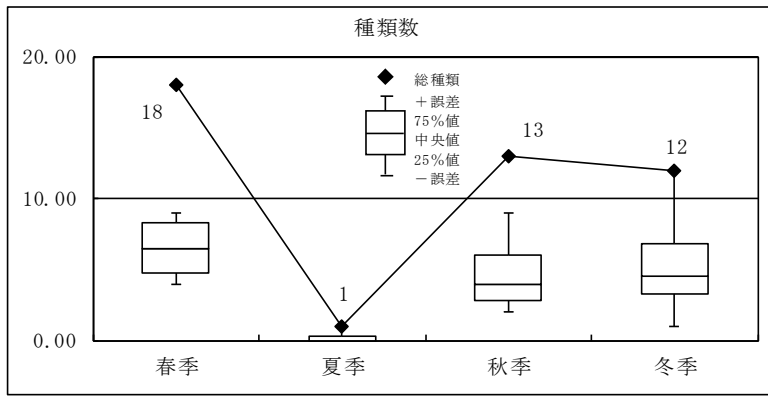 種類数
20.00
10.00
0.00
総種類
＋誤差
75%値
中央値
25%値
－誤差
18
1
13
12
春季
夏季
秋季
冬季